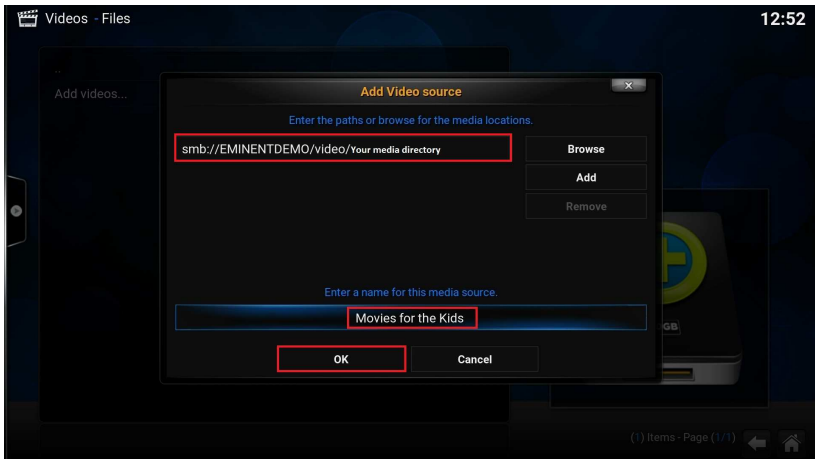 Videos - Files
12:52
..
Add videos...
Add Video source
Enter the paths or browse for the media locations.
smb://EMINENTDEMO/video/Your media directory
Browse
Add
Remove
Enter a name for this media source.
Movies for the Kids
GB
OK
Cancel
(1) Items - Page (1/1)